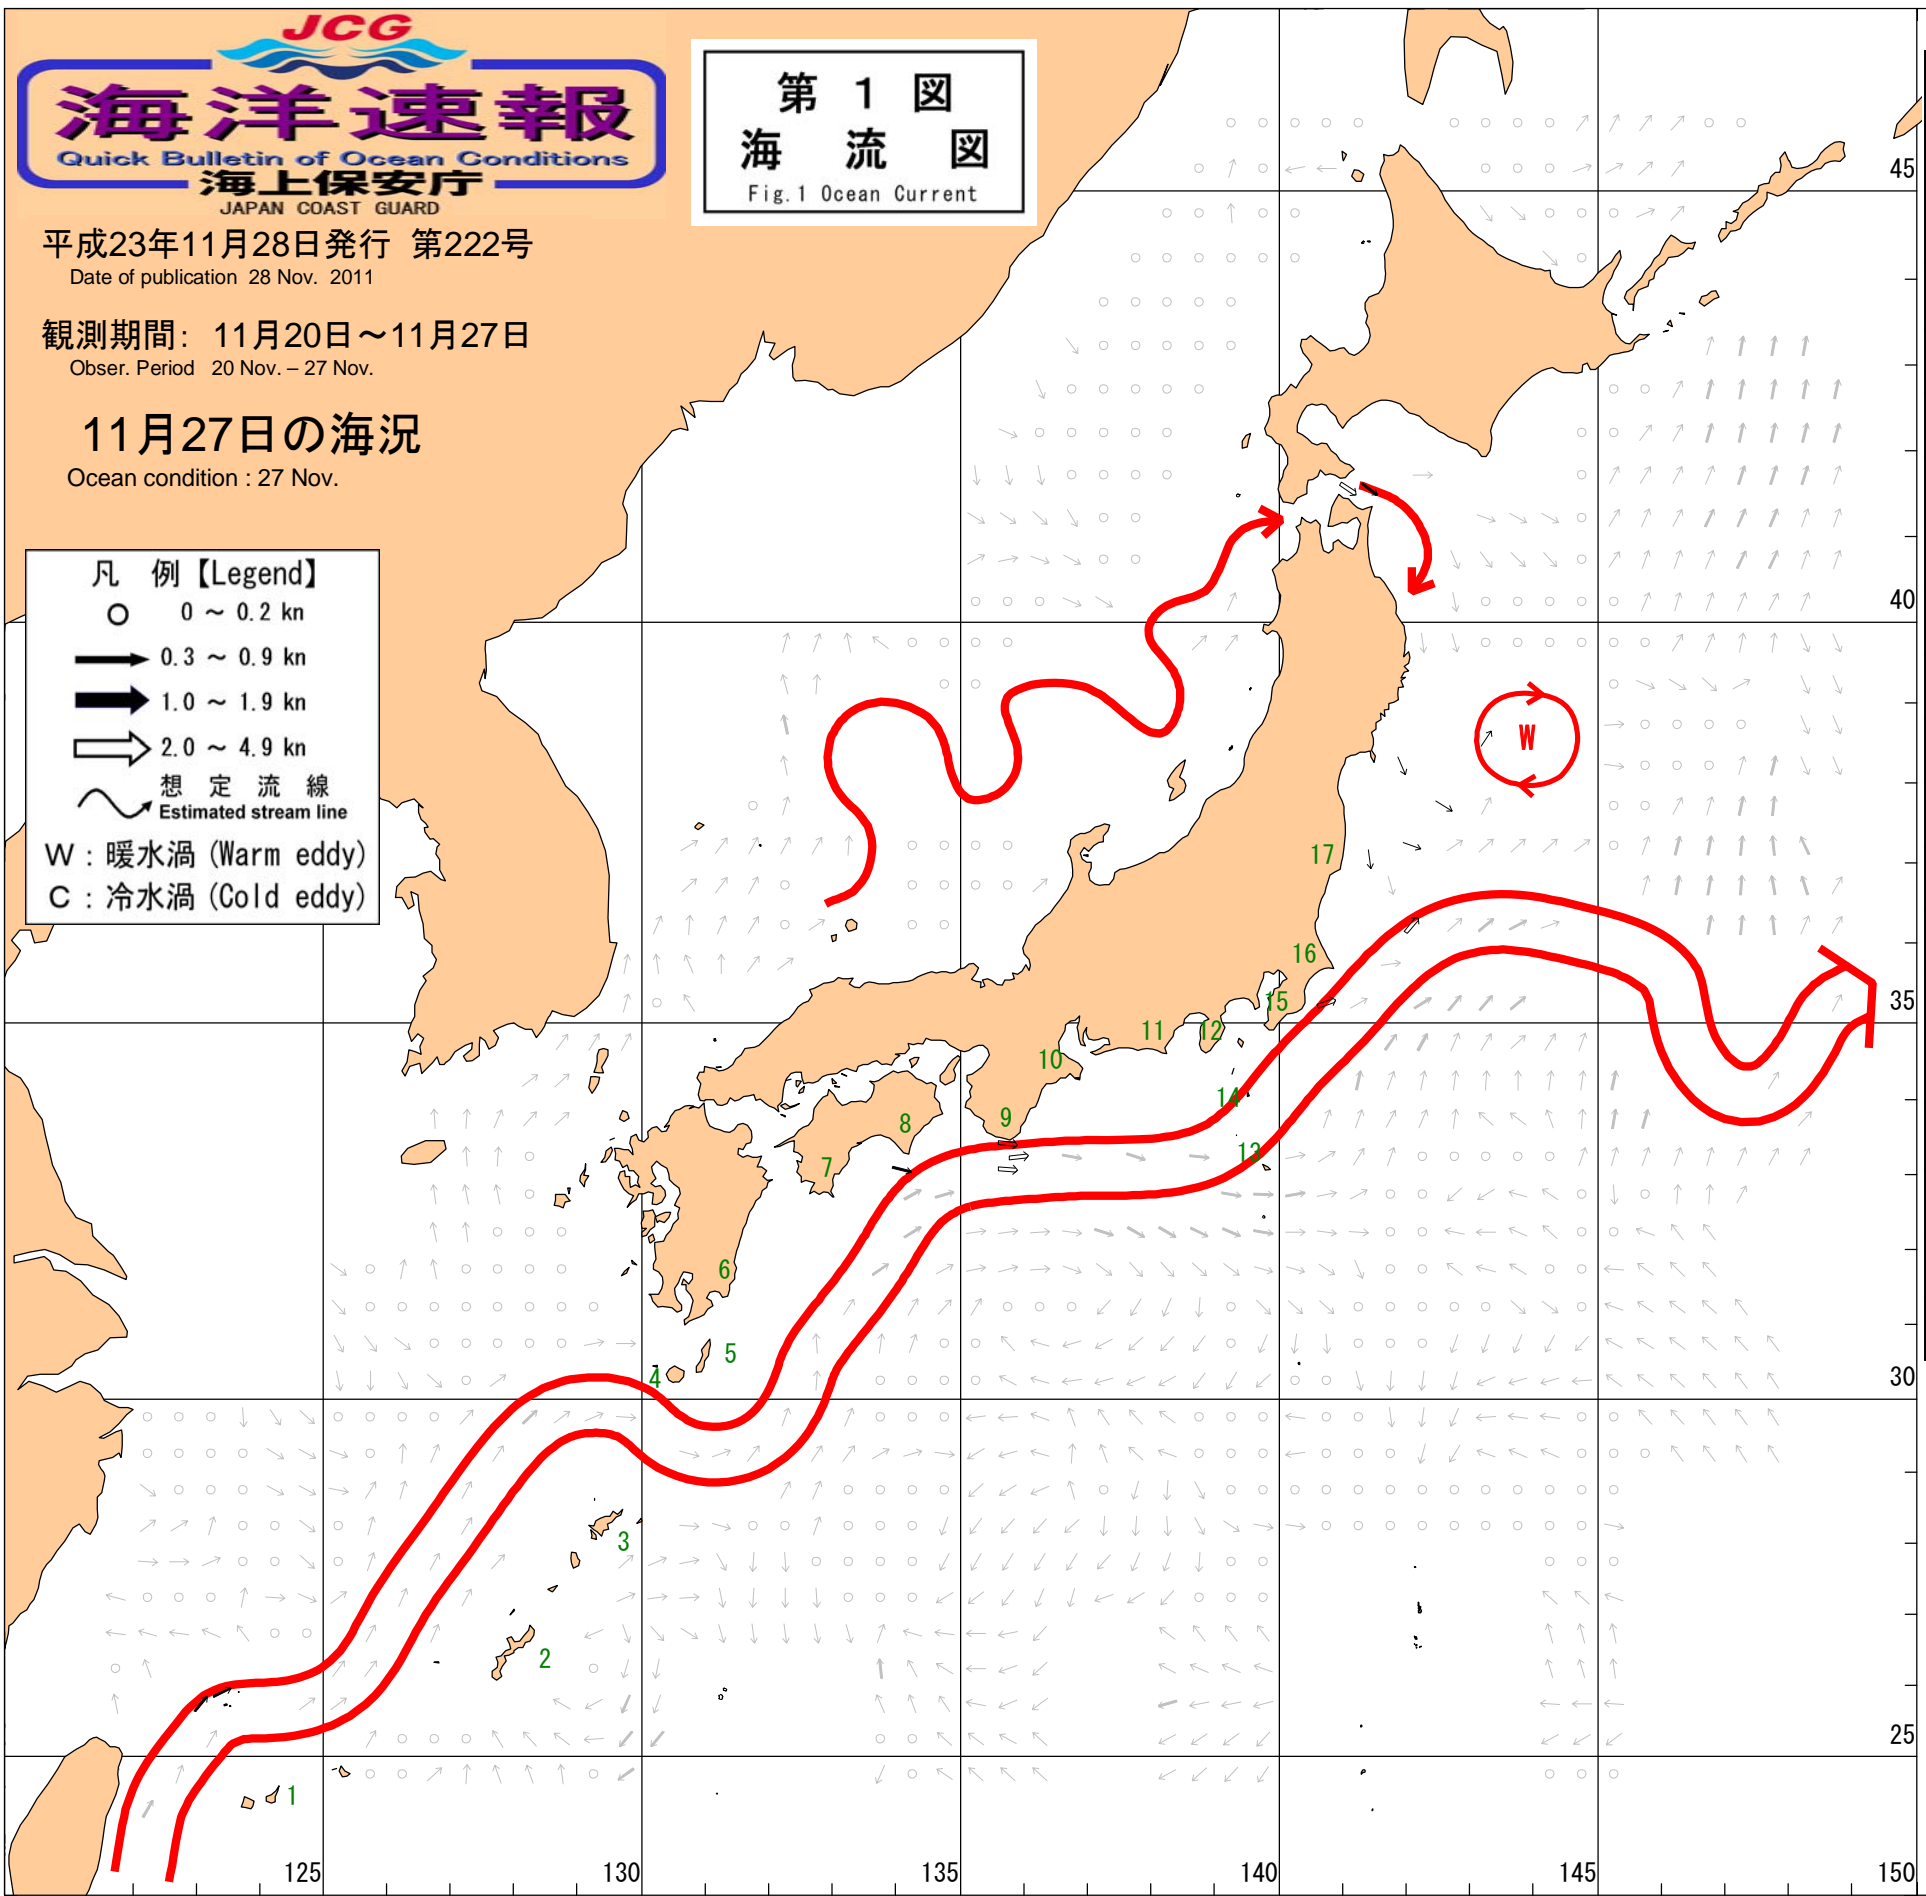 JCG
海洋速報
Quick Bulletin of Ocean Conditions
海上保安庁
JAPAN COAST GUARD
第 1 図
海 流 図
Fig.1 Ocean Current
平成23年11月28日発行 第222号
Date of publication 28 Nov. 2011
観測期間: 11月20日～11月27日
Obser. Period 20 Nov. – 27 Nov.
11月27日の海況
Ocean condition : 27 Nov.
凡 例【Legend】
0 ～ 0.2 kn
0.3 ～ 0.9 kn
1.0 ～ 1.9 kn
2.0 ～ 4.9 kn
想 定 流 線
Estimated stream line
W : 暖水渦 (Warm eddy)
C : 冷水渦 (Cold eddy)
45
40
W
17
16
35
15
12
11
10
14
9
8
13
7
6
5
4
30
3
2
25
1
125
130
135
140
145
150